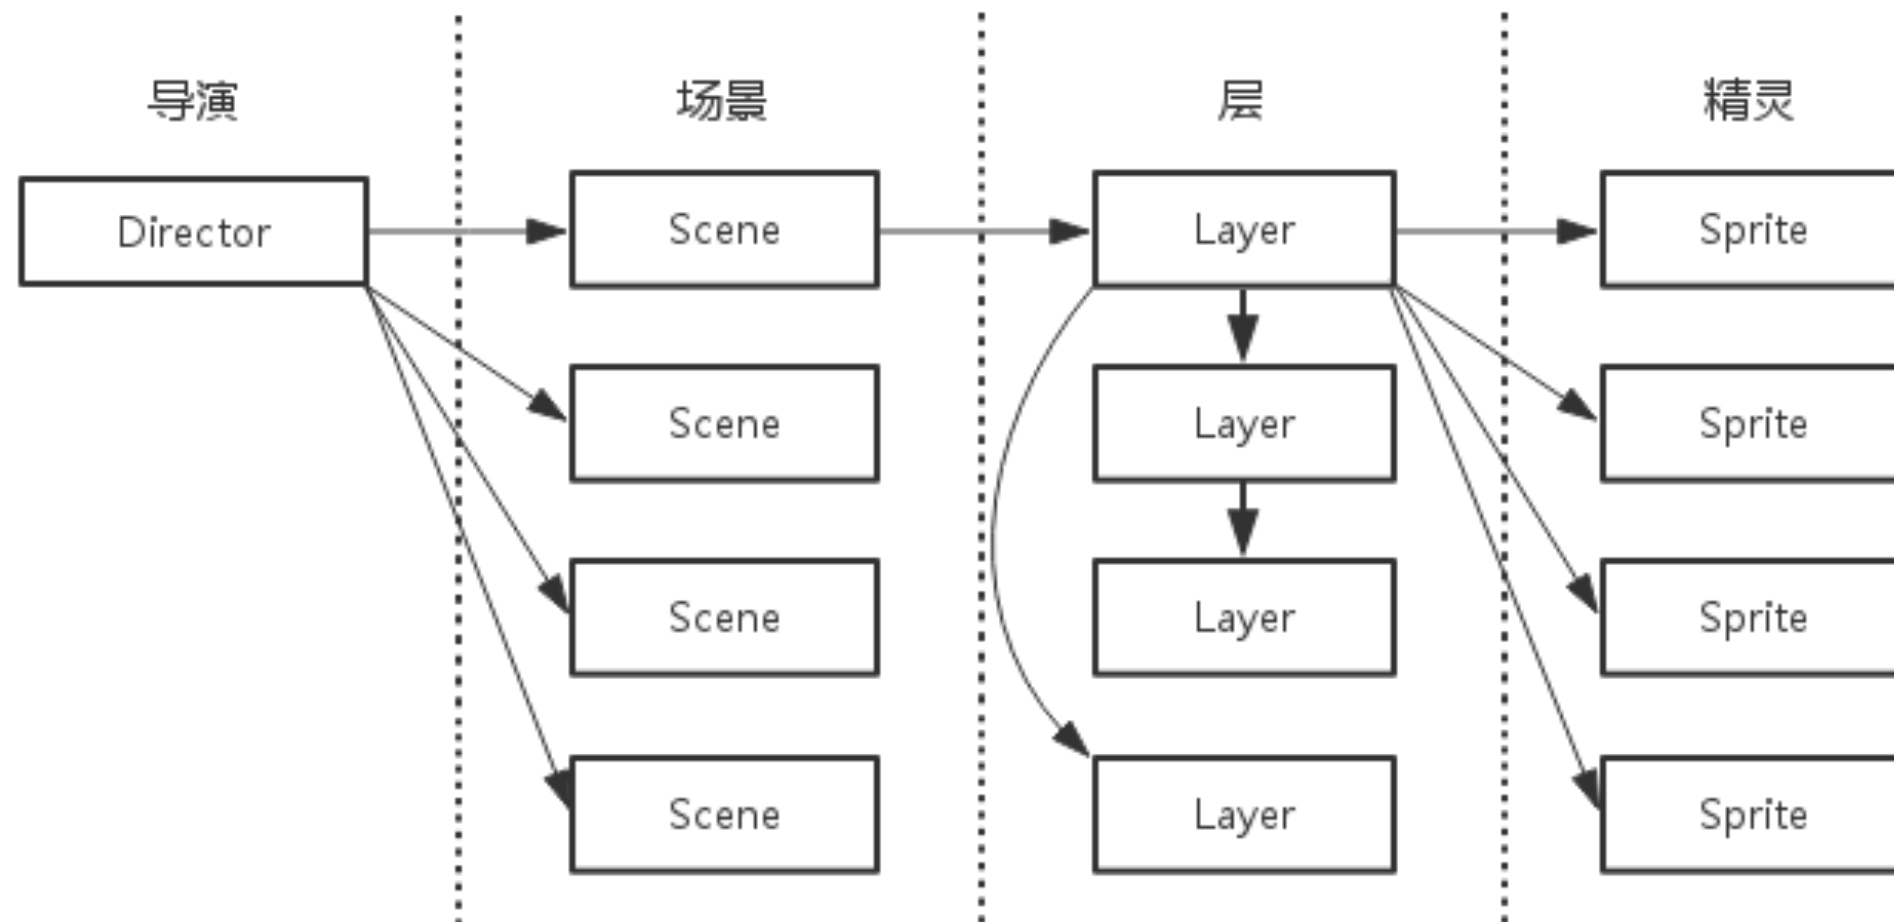 导演 场景 层 精灵
Director Scene Layer Sprite
Scene Layer Sprite
Scene Layer Sprite
Scene Layer Sprite